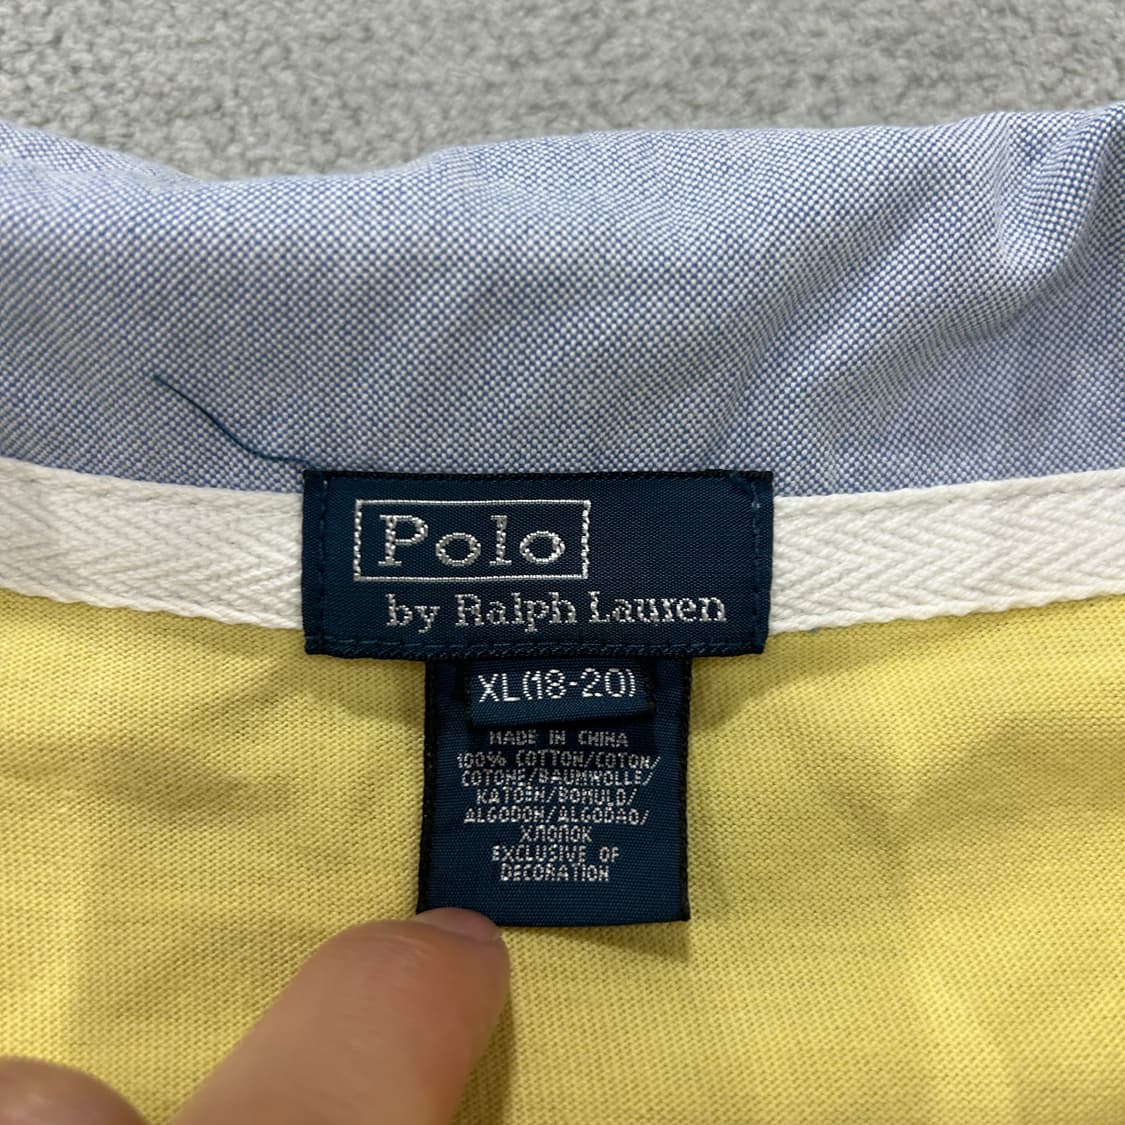 Polo
by Ralph Lauren
XL(18-20)
MADE IN CHINA
100% COTTON/COTON/
COTONE/BAUMWOLLE/
KATOEN/BOMULD/
ALGODON/ALGODAO/
ХЛОПОК
EXCLUSIVE OF
DECORATION